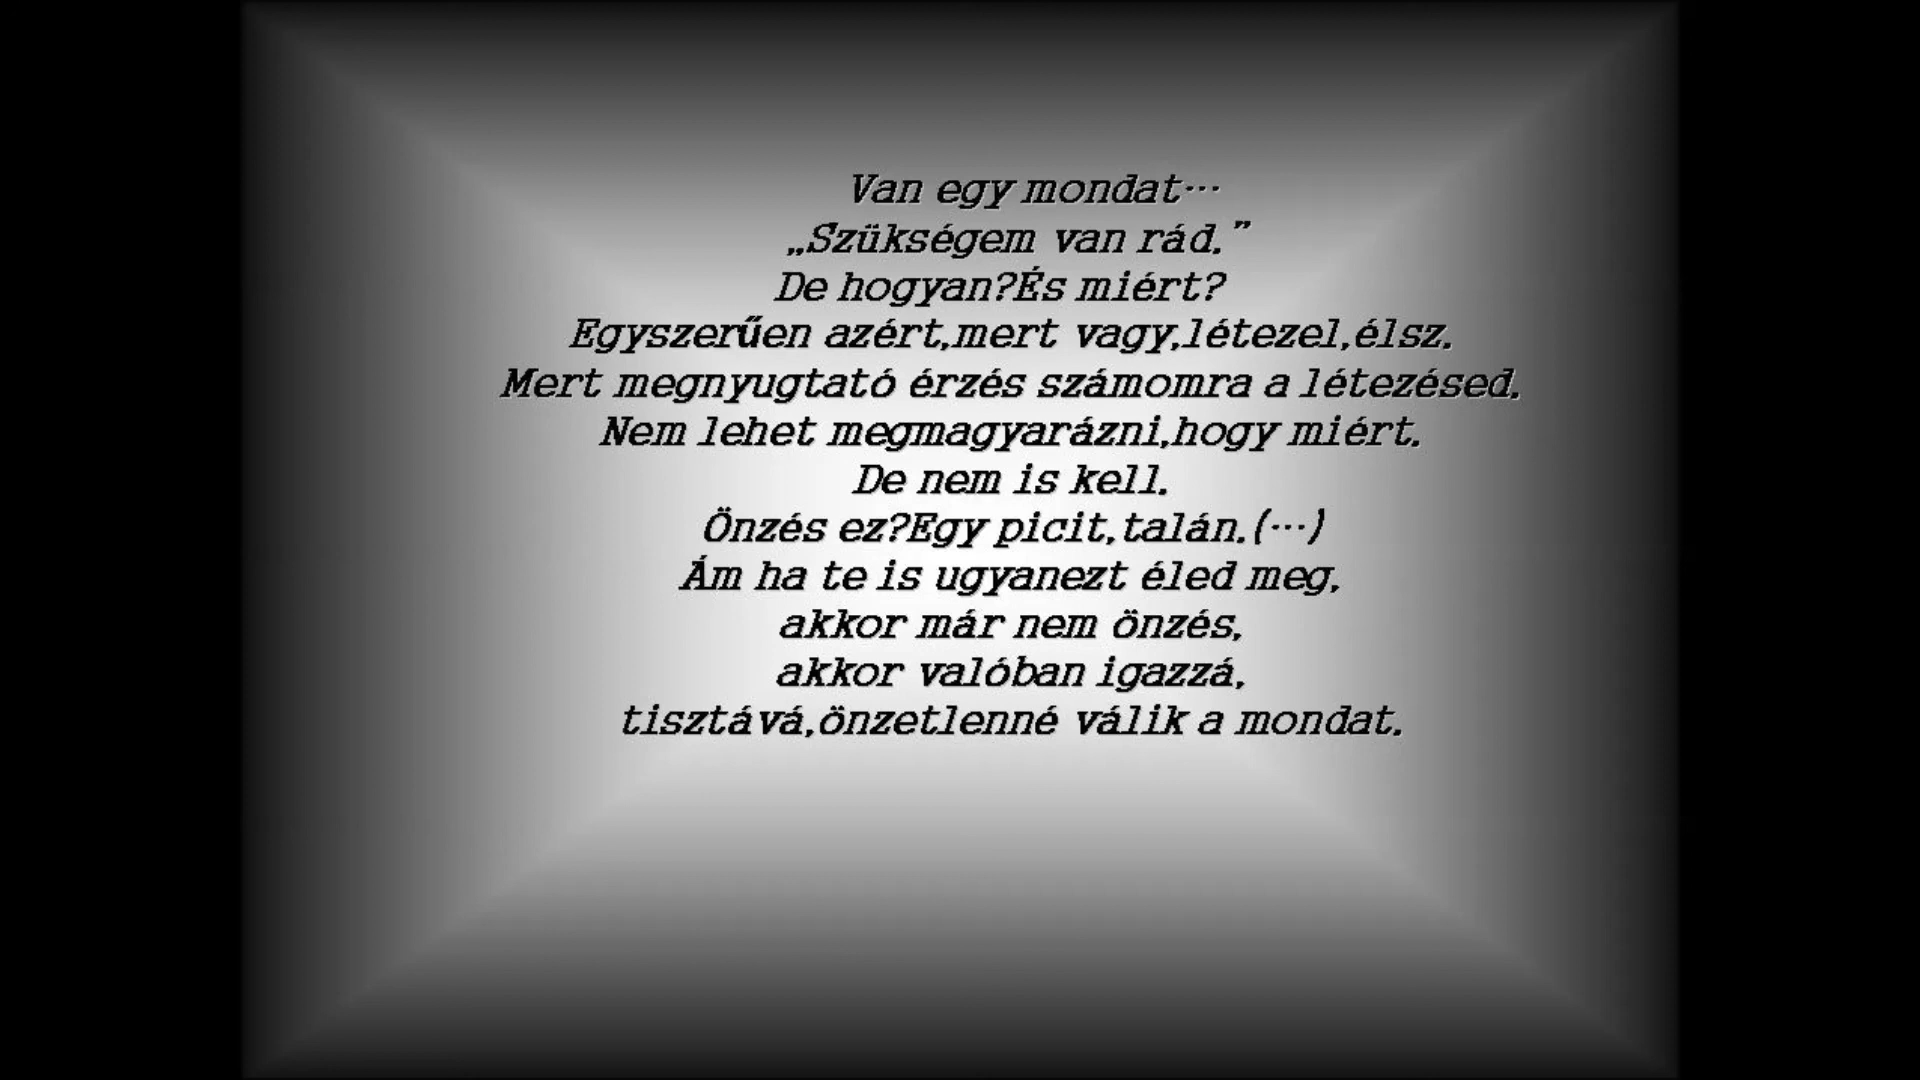 Van egy mondat…
„Szükségem van rád.”
De hogyan?És miért?
Egyszerűen azért,mert vagy,létezel,élsz.
Mert megnyugtató érzés számomra a létezésed.
Nem lehet megmagyarázni,hogy miért.
De nem is kell.
Önzés ez?Egy picit,talán.(…)
Ám ha te is ugyanezt éled meg,
akkor már nem önzés,
akkor valóban igazzá,
tisztává,önzetlenné válik a mondat.